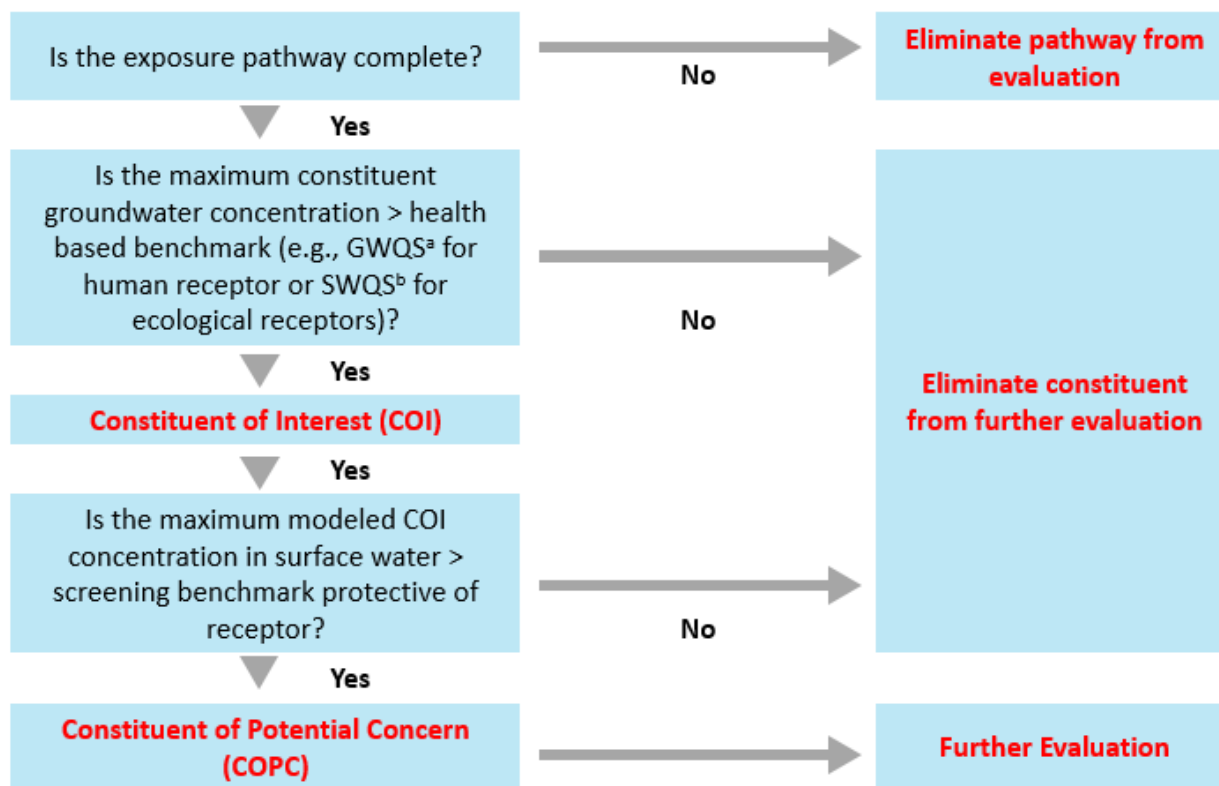 Is the exposure pathway complete?
No
Eliminate pathway from
evaluation
Yes
Is the maximum constituent
groundwater concentration > health
based benchmark (e.g., GWQSᵃ for
human receptor or SWQSᵇ for
ecological receptors)?
No
Eliminate constituent
from further evaluation
Yes
Constituent of Interest (COI)
Yes
Is the maximum modeled COI
concentration in surface water >
screening benchmark protective of
receptor?
No
Yes
Constituent of Potential Concern
(COPC)
Further Evaluation